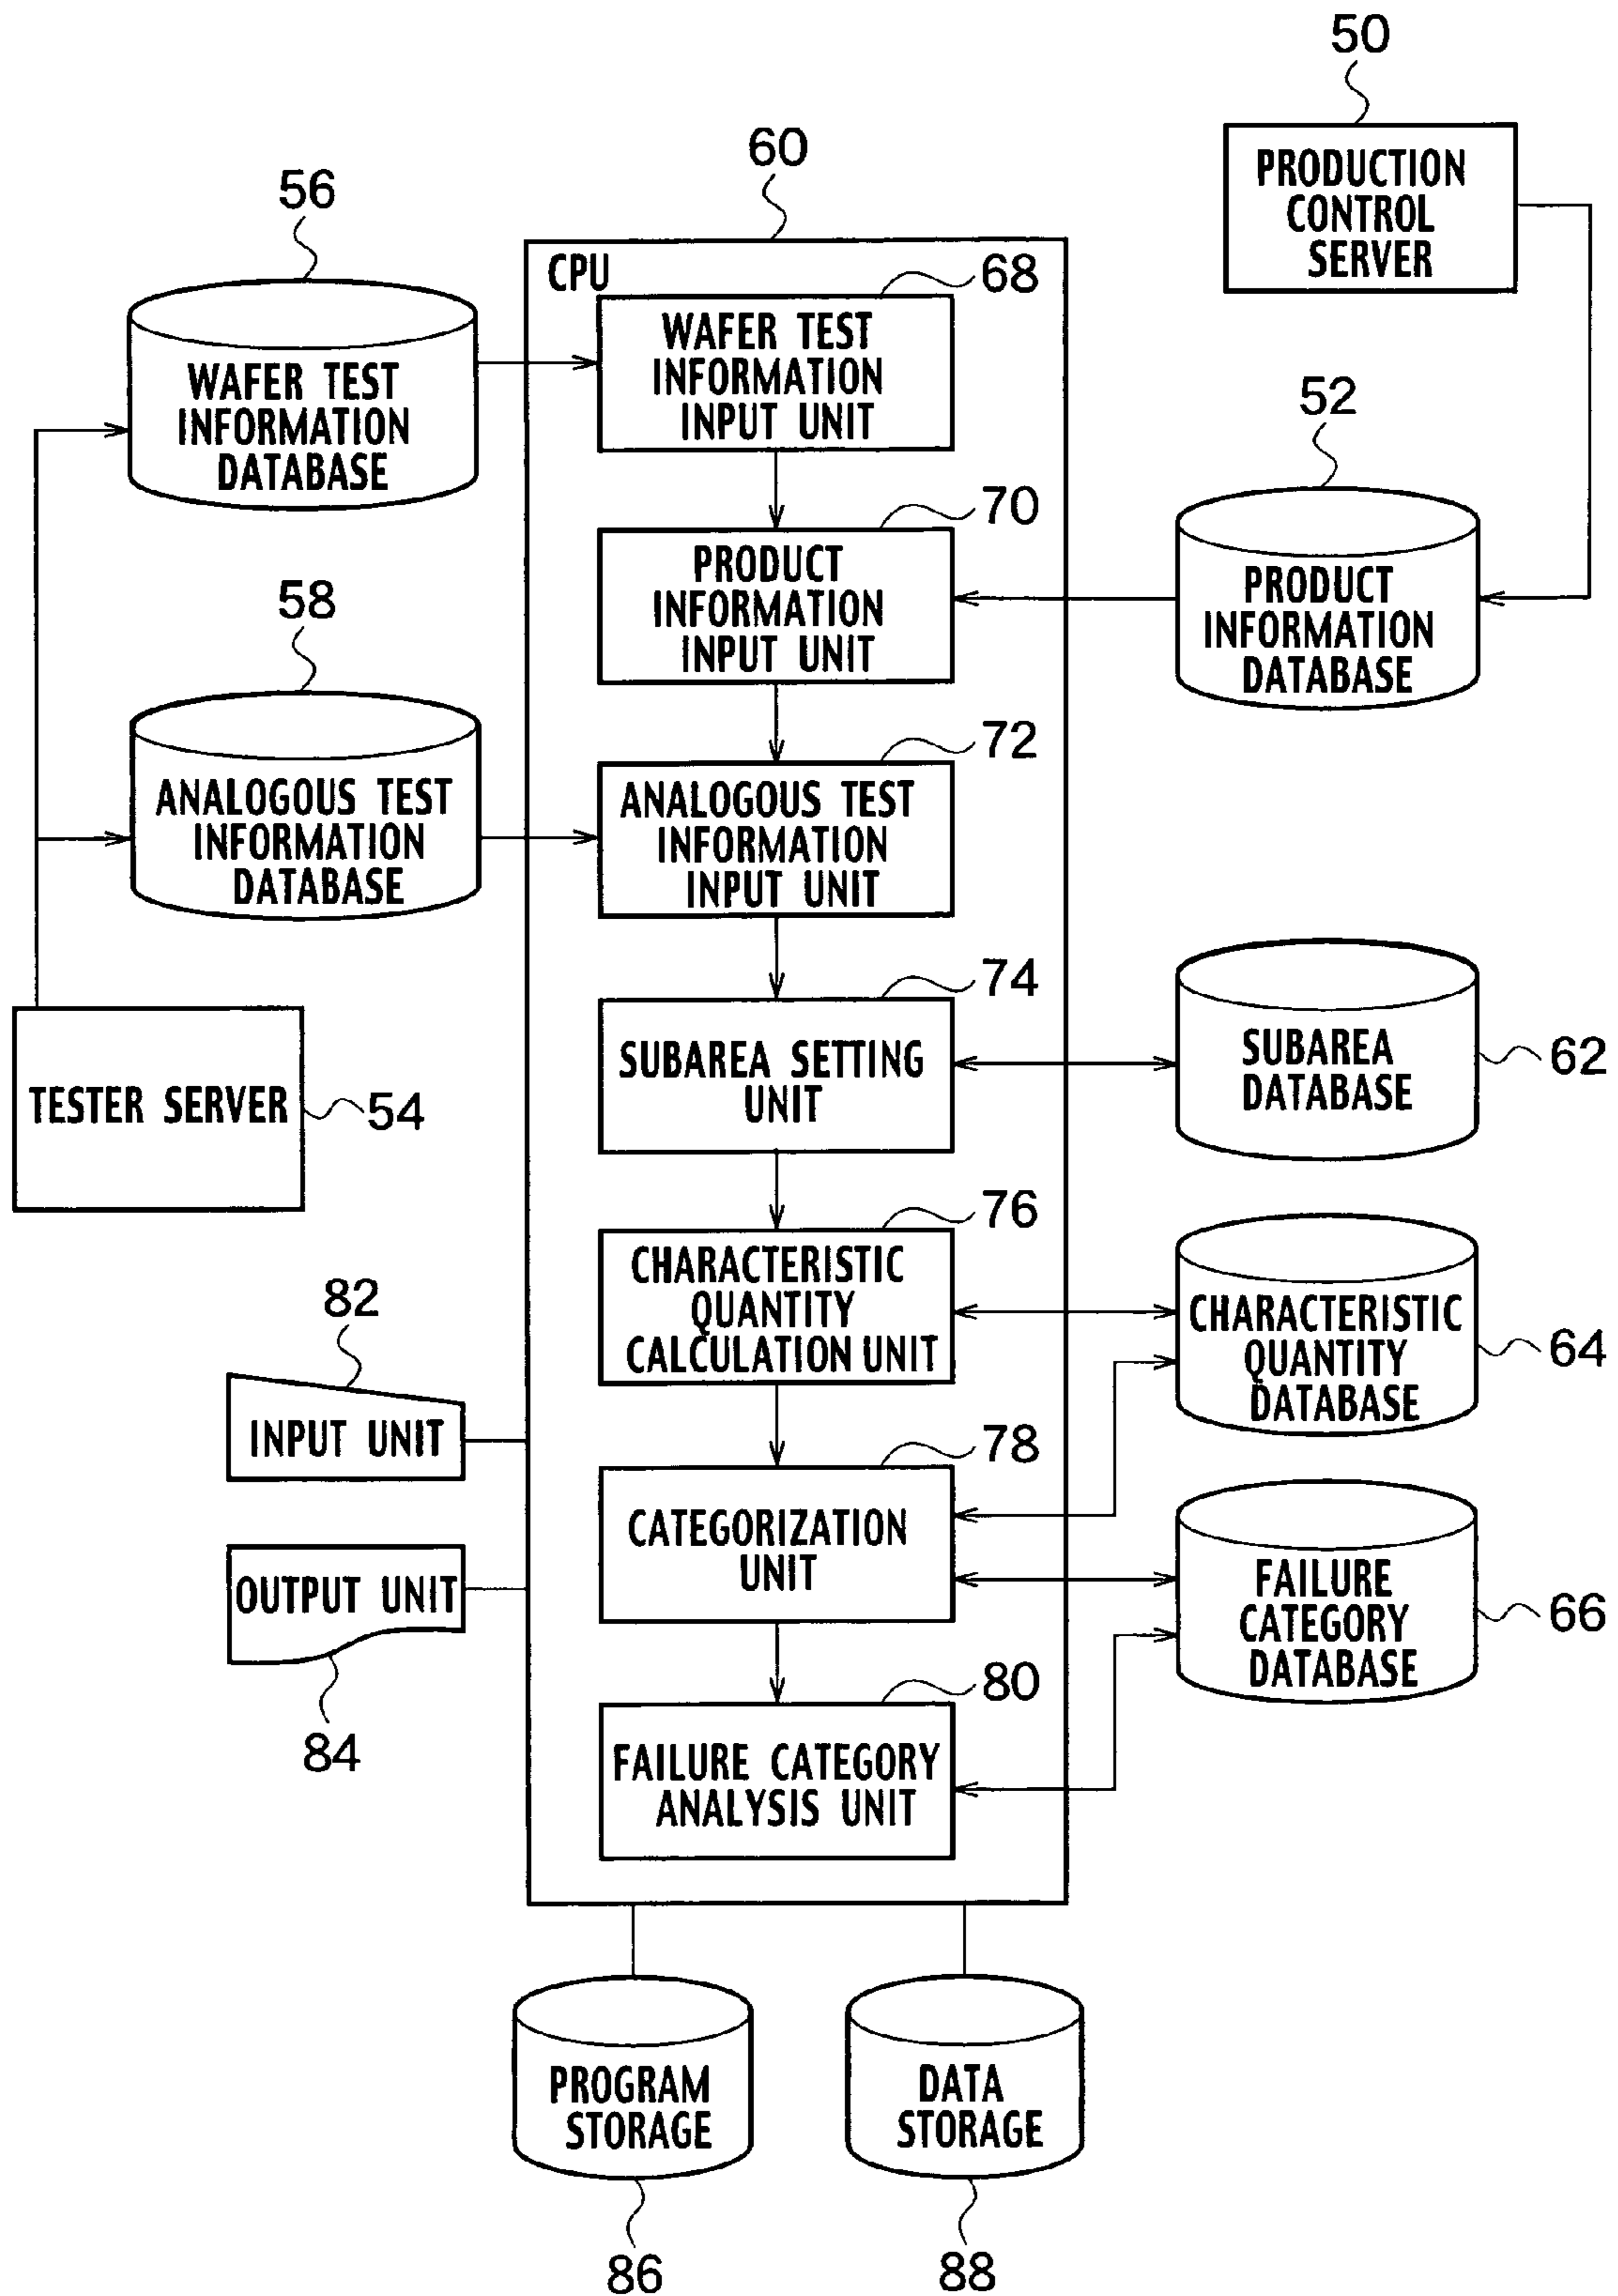 50
PRODUCTION
CONTROL
SERVER
60
56
CPU
68
WAFER TEST
INFORMATION
INPUT UNIT
WAFER TEST
INFORMATION
DATABASE
52
70
PRODUCT
INFORMATION
INPUT UNIT
PRODUCT
INFORMATION
DATABASE
58
72
ANALOGOUS TEST
INFORMATION
DATABASE
ANALOGOUS TEST
INFORMATION
INPUT UNIT
74
SUBAREA SETTING
UNIT
SUBAREA
DATABASE
62
TESTER SERVER
54
76
CHARACTERISTIC
QUANTITY
CALCULATION UNIT
CHARACTERISTIC
QUANTITY
DATABASE
64
82
INPUT UNIT
78
CATEGORIZATION
UNIT
FAILURE
CATEGORY
DATABASE
66
OUTPUT UNIT
84
80
FAILURE CATEGORY
ANALYSIS UNIT
PROGRAM
STORAGE
DATA
STORAGE
86
88